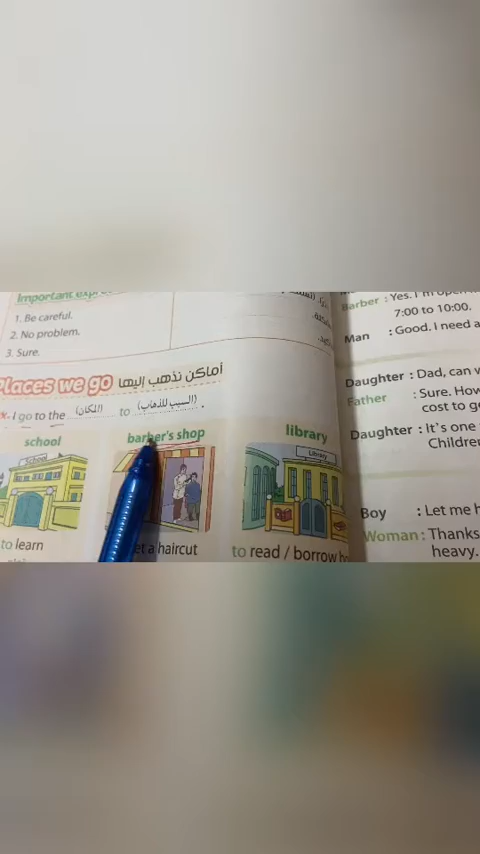 Important
1. Be careful.
2. No problem.
3. Sure.
Places we go أماكن نذهب إليها
I go to the (المكان) to (السبب للذهاب) .
school
School
to learn
barber's shop
a haircut
library
Library
to read / borrow
Barber : Yes. I'm
7:00 to 10:00.
Man : Good. I need a
Daughter : Dad, can
Father : Sure. How
cost to
Daughter : It's one
Boy : Let me
Woman : Thanks
heavy.